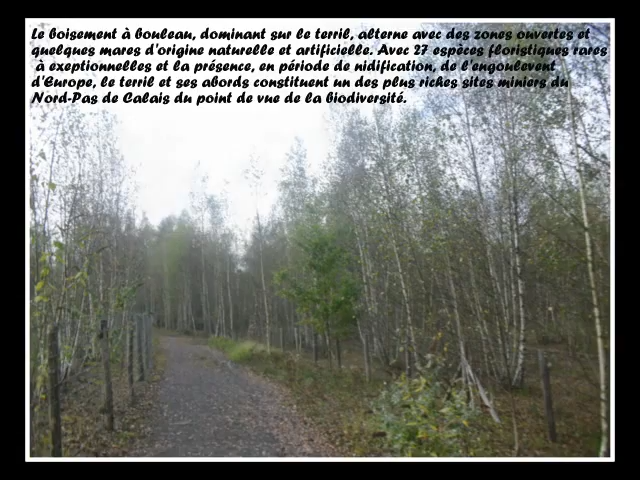 Le boisement à bouleau, dominant sur le terril, alterne avec des zones ouvertes et
quelques mares d'origine naturelle et artificielle. Avec 27 espèces floristiques rares
à exeptionnelles et la présence, en période de nidification, de l'engoulevent
d'Europe, le terril et ses abords constituent un des plus riches sites miniers du
Nord-Pas de Calais du point de vue de la biodiversité.